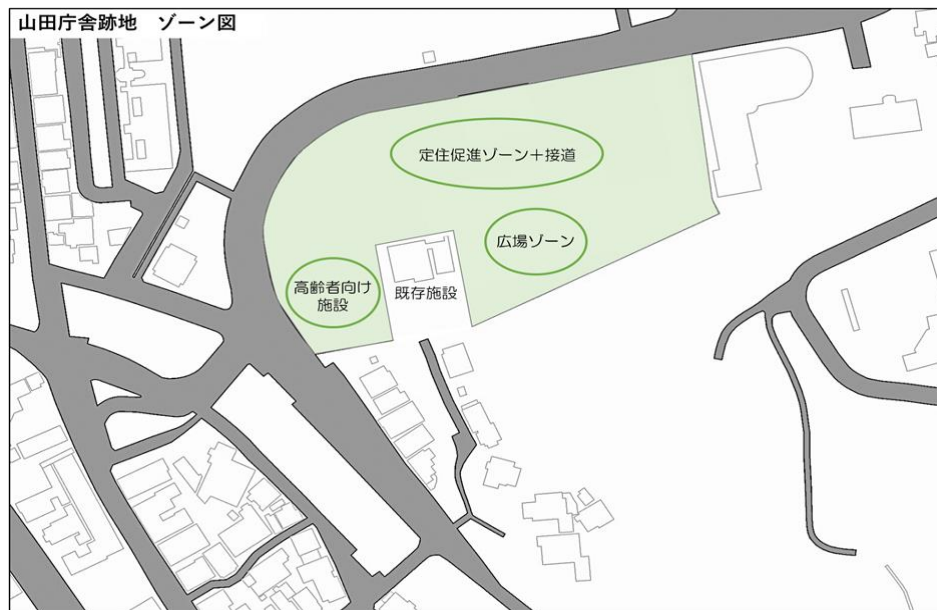 山田庁舎跡地　ゾーン図
定住促進ゾーン＋接道
広場ゾーン
高齢者向け
施設
既存施設